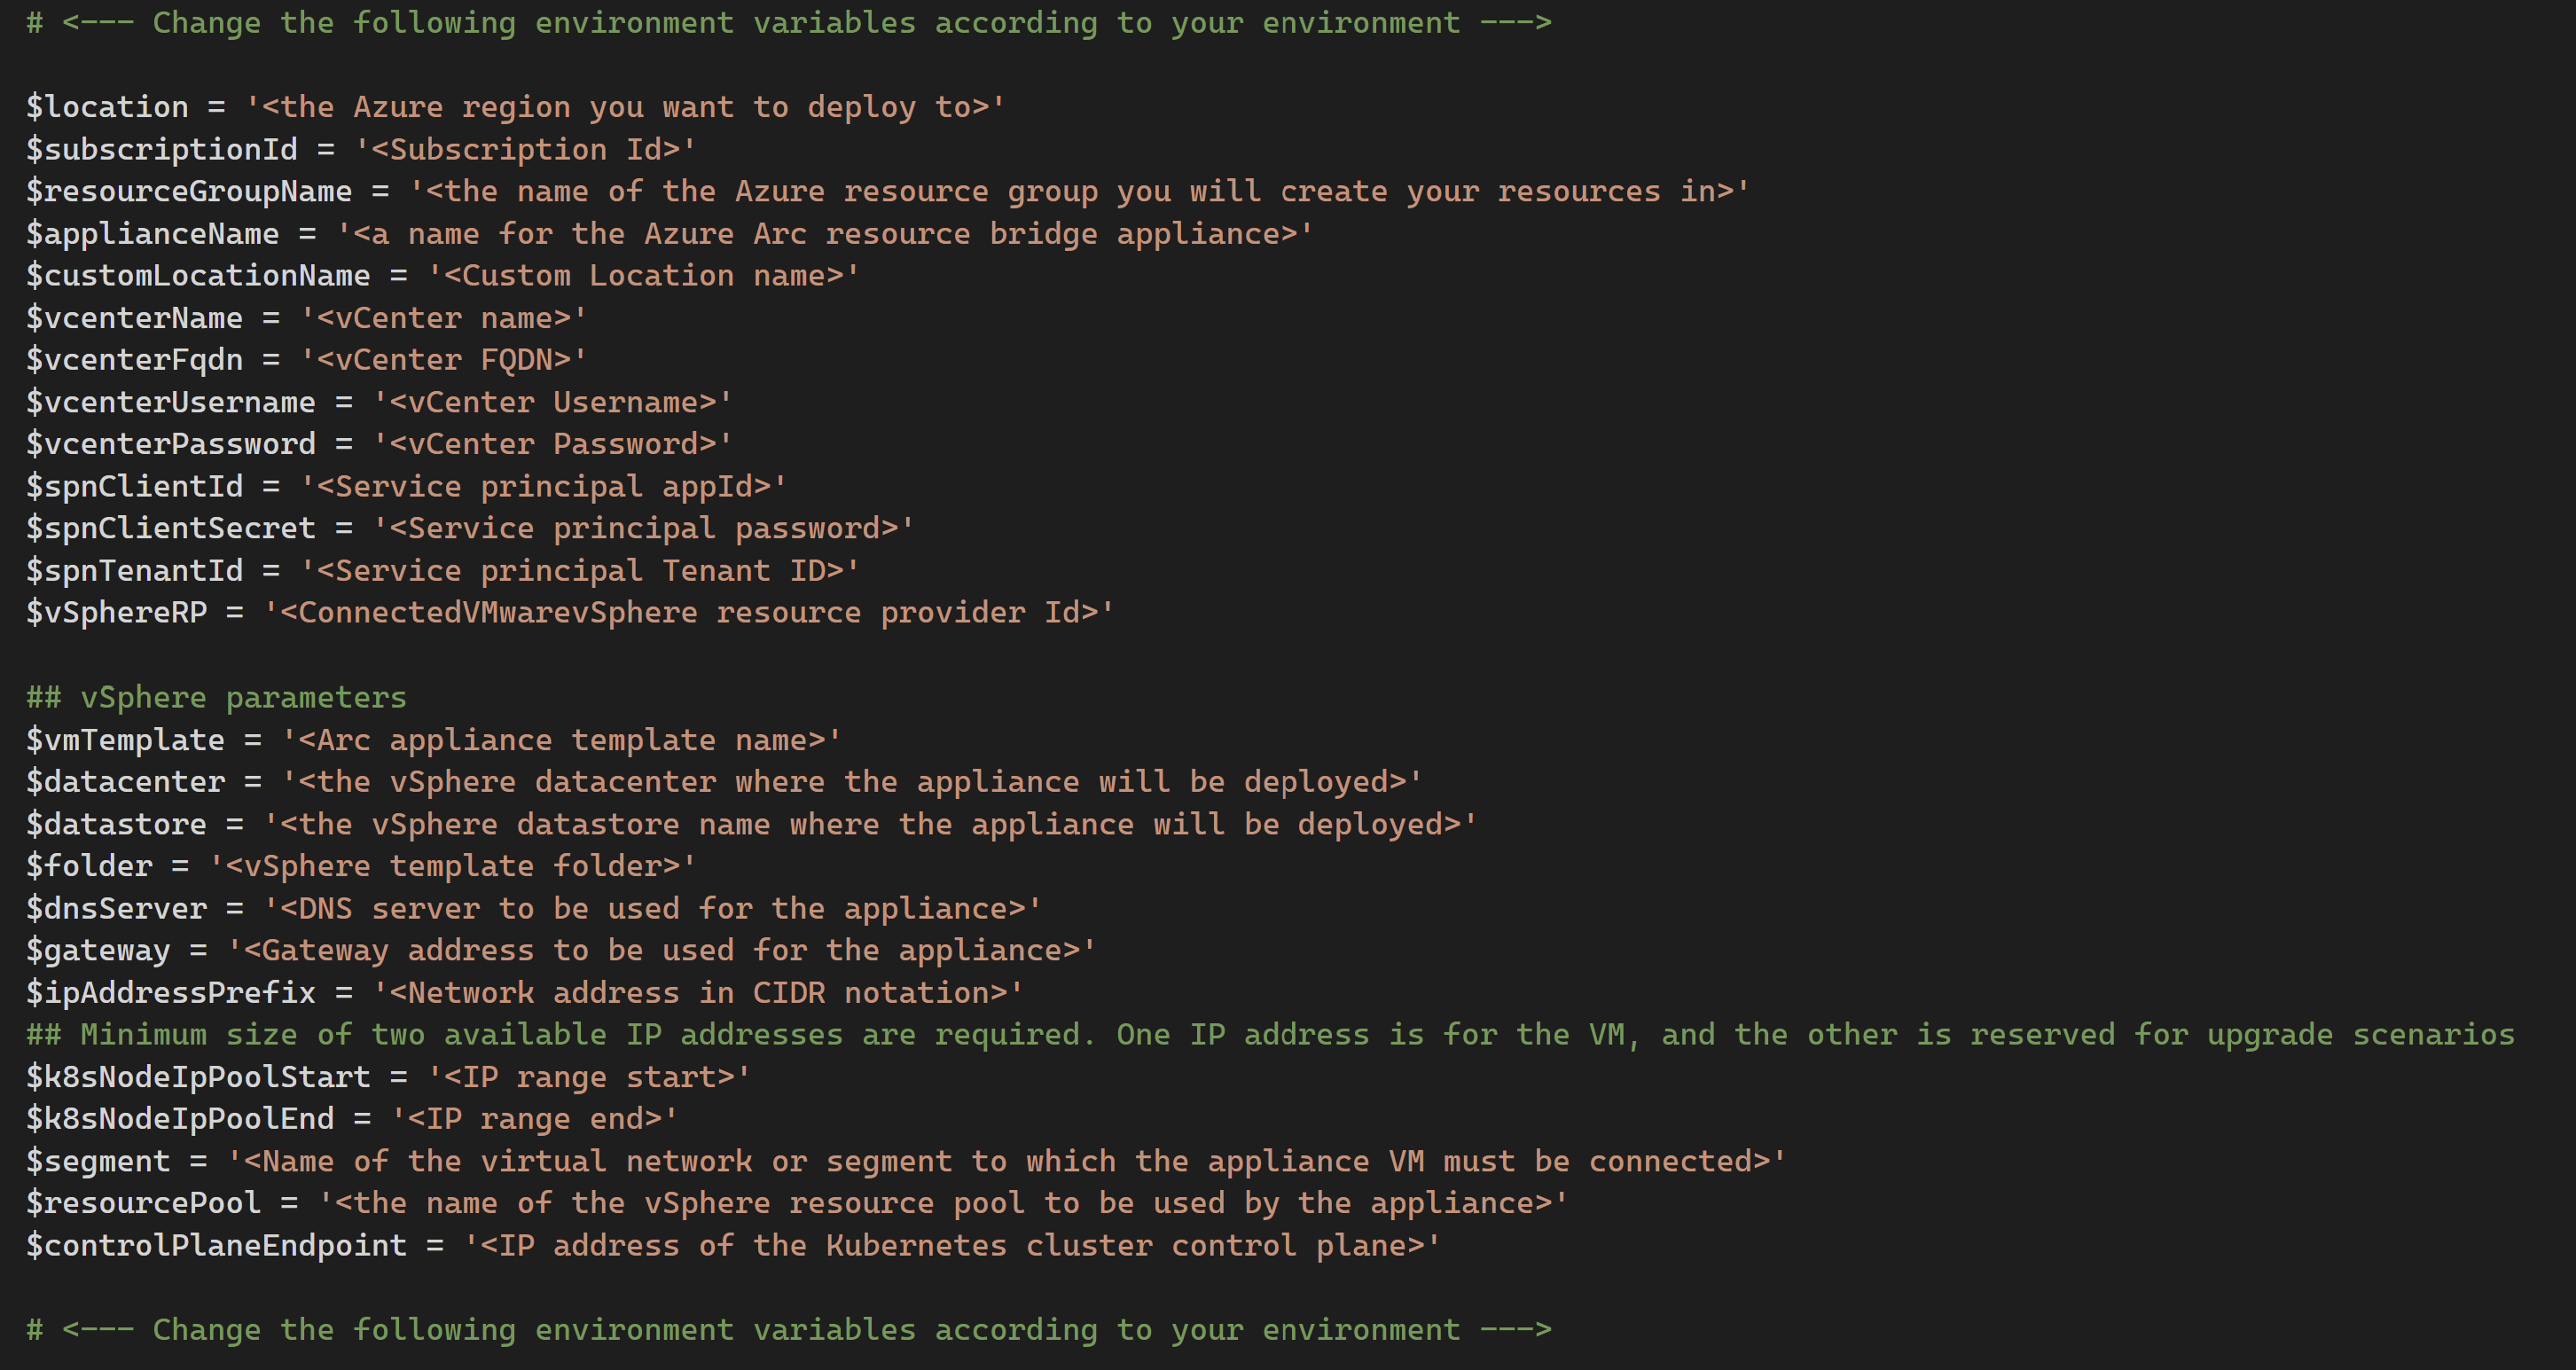 # <--- Change the following environment variables according to your environment --->
$location = '<the Azure region you want to deploy to>'
$subscriptionId = '<Subscription Id>'
$resourceGroupName = '<the name of the Azure resource group you will create your resources in>'
$applianceName = '<a name for the Azure Arc resource bridge appliance>'
$customLocationName = '<Custom Location name>'
$vcenterName = '<vCenter name>'
$vcenterFqdn = '<vCenter FQDN>'
$vcenterUsername = '<vCenter Username>'
$vcenterPassword = '<vCenter Password>'
$spnClientId = '<Service principal appId>'
$spnClientSecret = '<Service principal password>'
$spnTenantId = '<Service principal Tenant ID>'
$vSphereRP = '<ConnectedVMwarevSphere resource provider Id>'
## vSphere parameters
$vmTemplate = '<Arc appliance template name>'
$datacenter = '<the vSphere datacenter where the appliance will be deployed>'
$datastore = '<the vSphere datastore name where the appliance will be deployed>'
$folder = '<vSphere template folder>'
$dnsServer = '<DNS server to be used for the appliance>'
$gateway = '<Gateway address to be used for the appliance>'
$ipAddressPrefix = '<Network address in CIDR notation>'
## Minimum size of two available IP addresses are required. One IP address is for the VM, and the other is reserved for upgrade scenarios
$k8sNodeIpPoolStart = '<IP range start>'
$k8sNodeIpPoolEnd = '<IP range end>'
$segment = '<Name of the virtual network or segment to which the appliance VM must be connected>'
$resourcePool = '<the name of the vSphere resource pool to be used by the appliance>'
$controlPlaneEndpoint = '<IP address of the Kubernetes cluster control plane>'
# <--- Change the following environment variables according to your environment --->